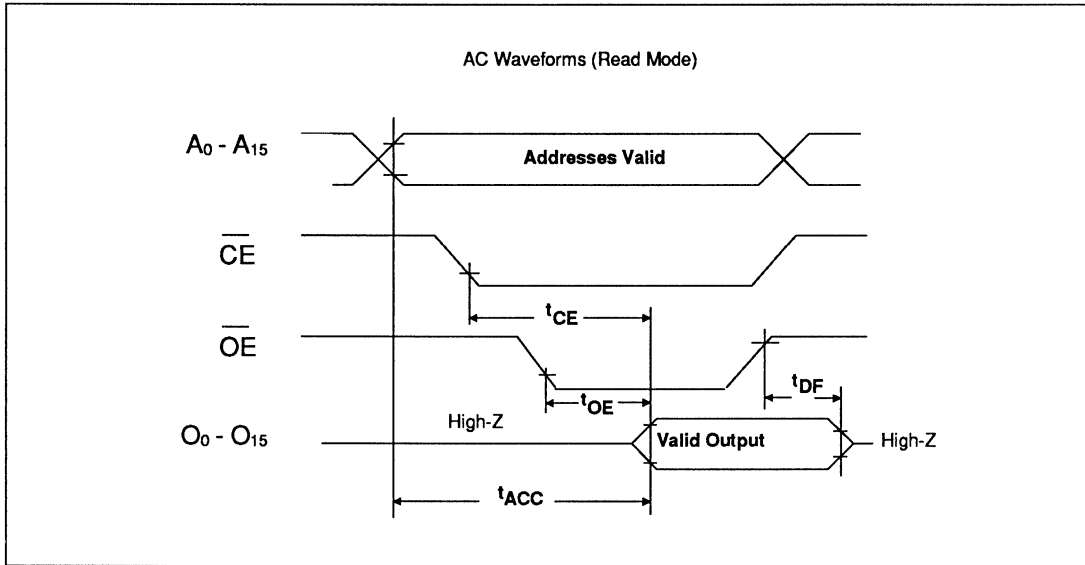 AC Waveforms (Read Mode)
A0 - A15
Addresses Valid
CE
tCE
OE
tOE
tDF
High-Z
O0 - O15
Valid Output
High-Z
tACC